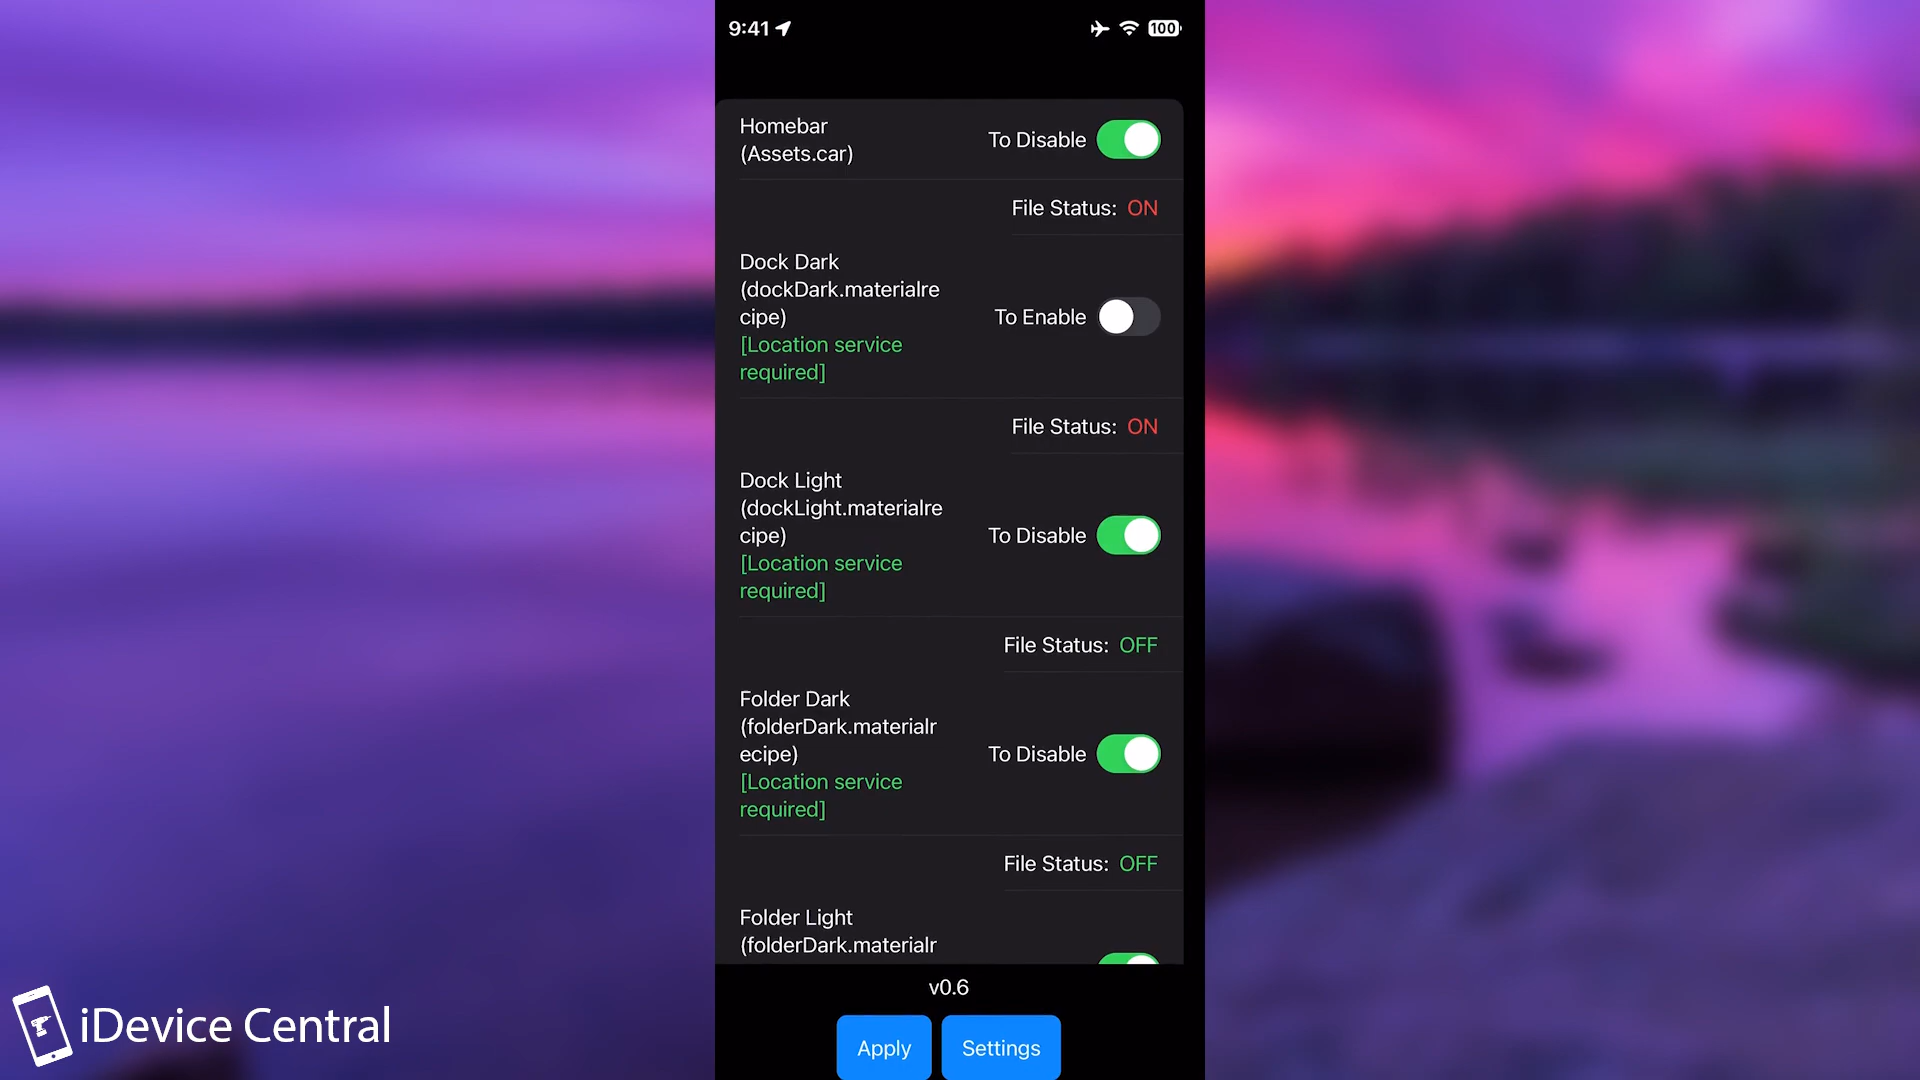 9:41
100
Homebar
(Assets.car)
To Disable
File Status: ON
Dock Dark
(dockDark.materialre
cipe)
[Location service
required]
To Enable
File Status: ON
Dock Light
(dockLight.materialre
cipe)
[Location service
required]
To Disable
File Status: OFF
Folder Dark
(folderDark.materialr
ecipe)
[Location service
required]
To Disable
File Status: OFF
Folder Light
(folderDark.materialr
v0.6
Apply
Settings
iDevice Central